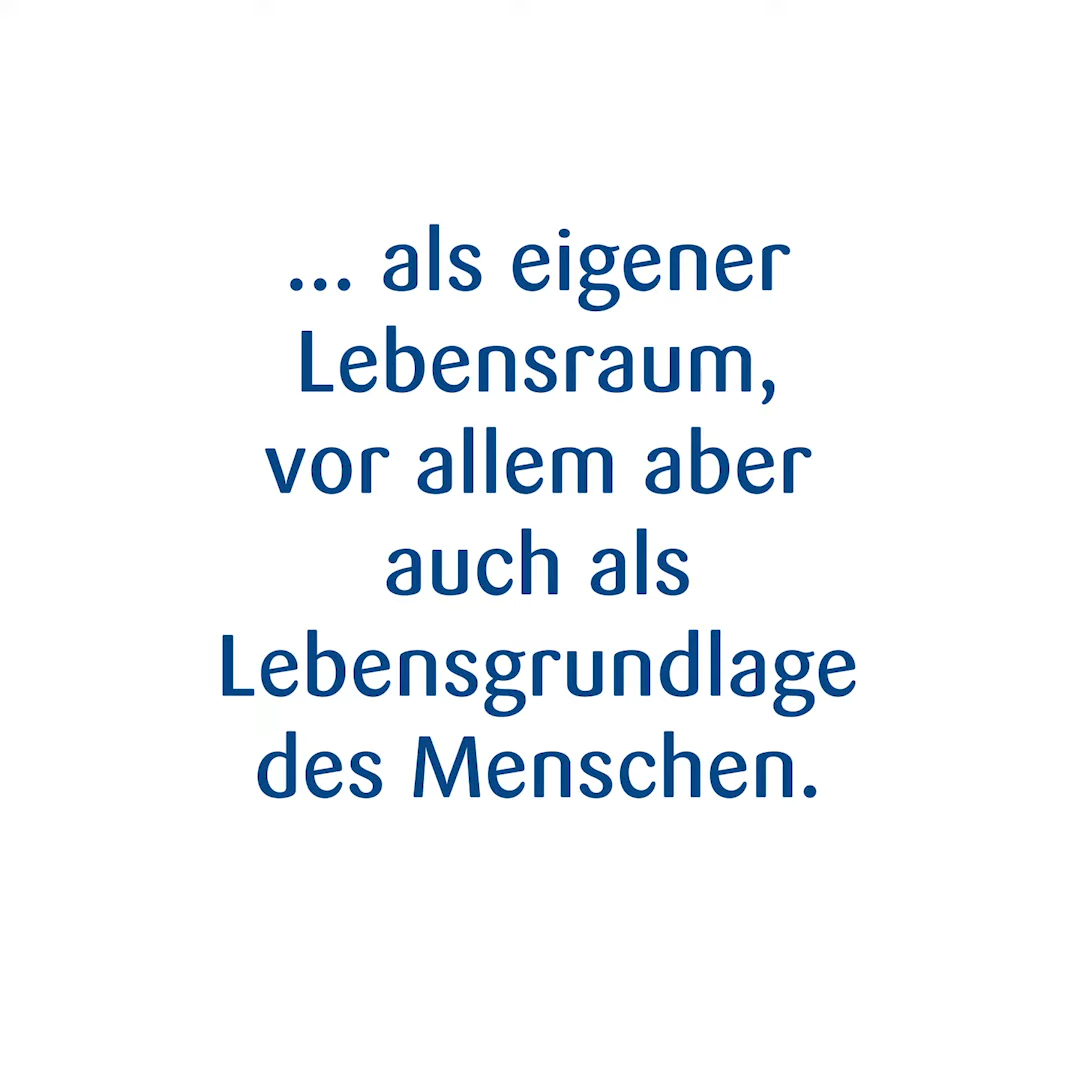 ... als eigener
Lebensraum,
vor allem aber
auch als
Lebensgrundlage
des Menschen.